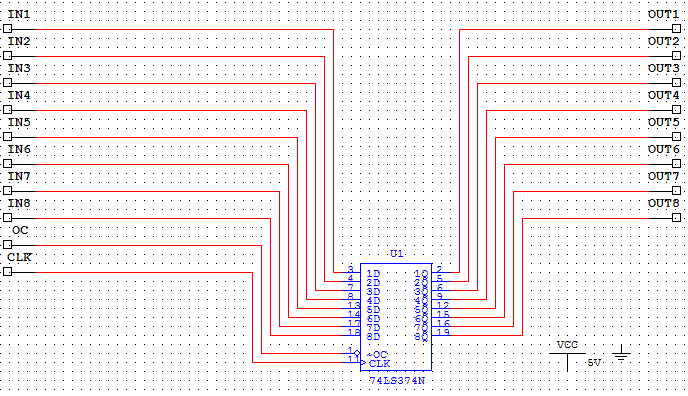 IN1 OUT1
IN2 OUT2
IN3 OUT3
IN4 OUT4
IN5 OUT5
IN6 OUT6
IN7 OUT7
IN8 OUT8
OC
CLK
U1
3 1D 1Q 2
4 2D 2Q 5
7 3D 3Q 6
8 4D 4Q 9
13 5D 5Q 12
14 6D 6Q 15
17 7D 7Q 16
18 8D 8Q 19
1 ~OC
11 CLK
74LS374N
VCC
5V